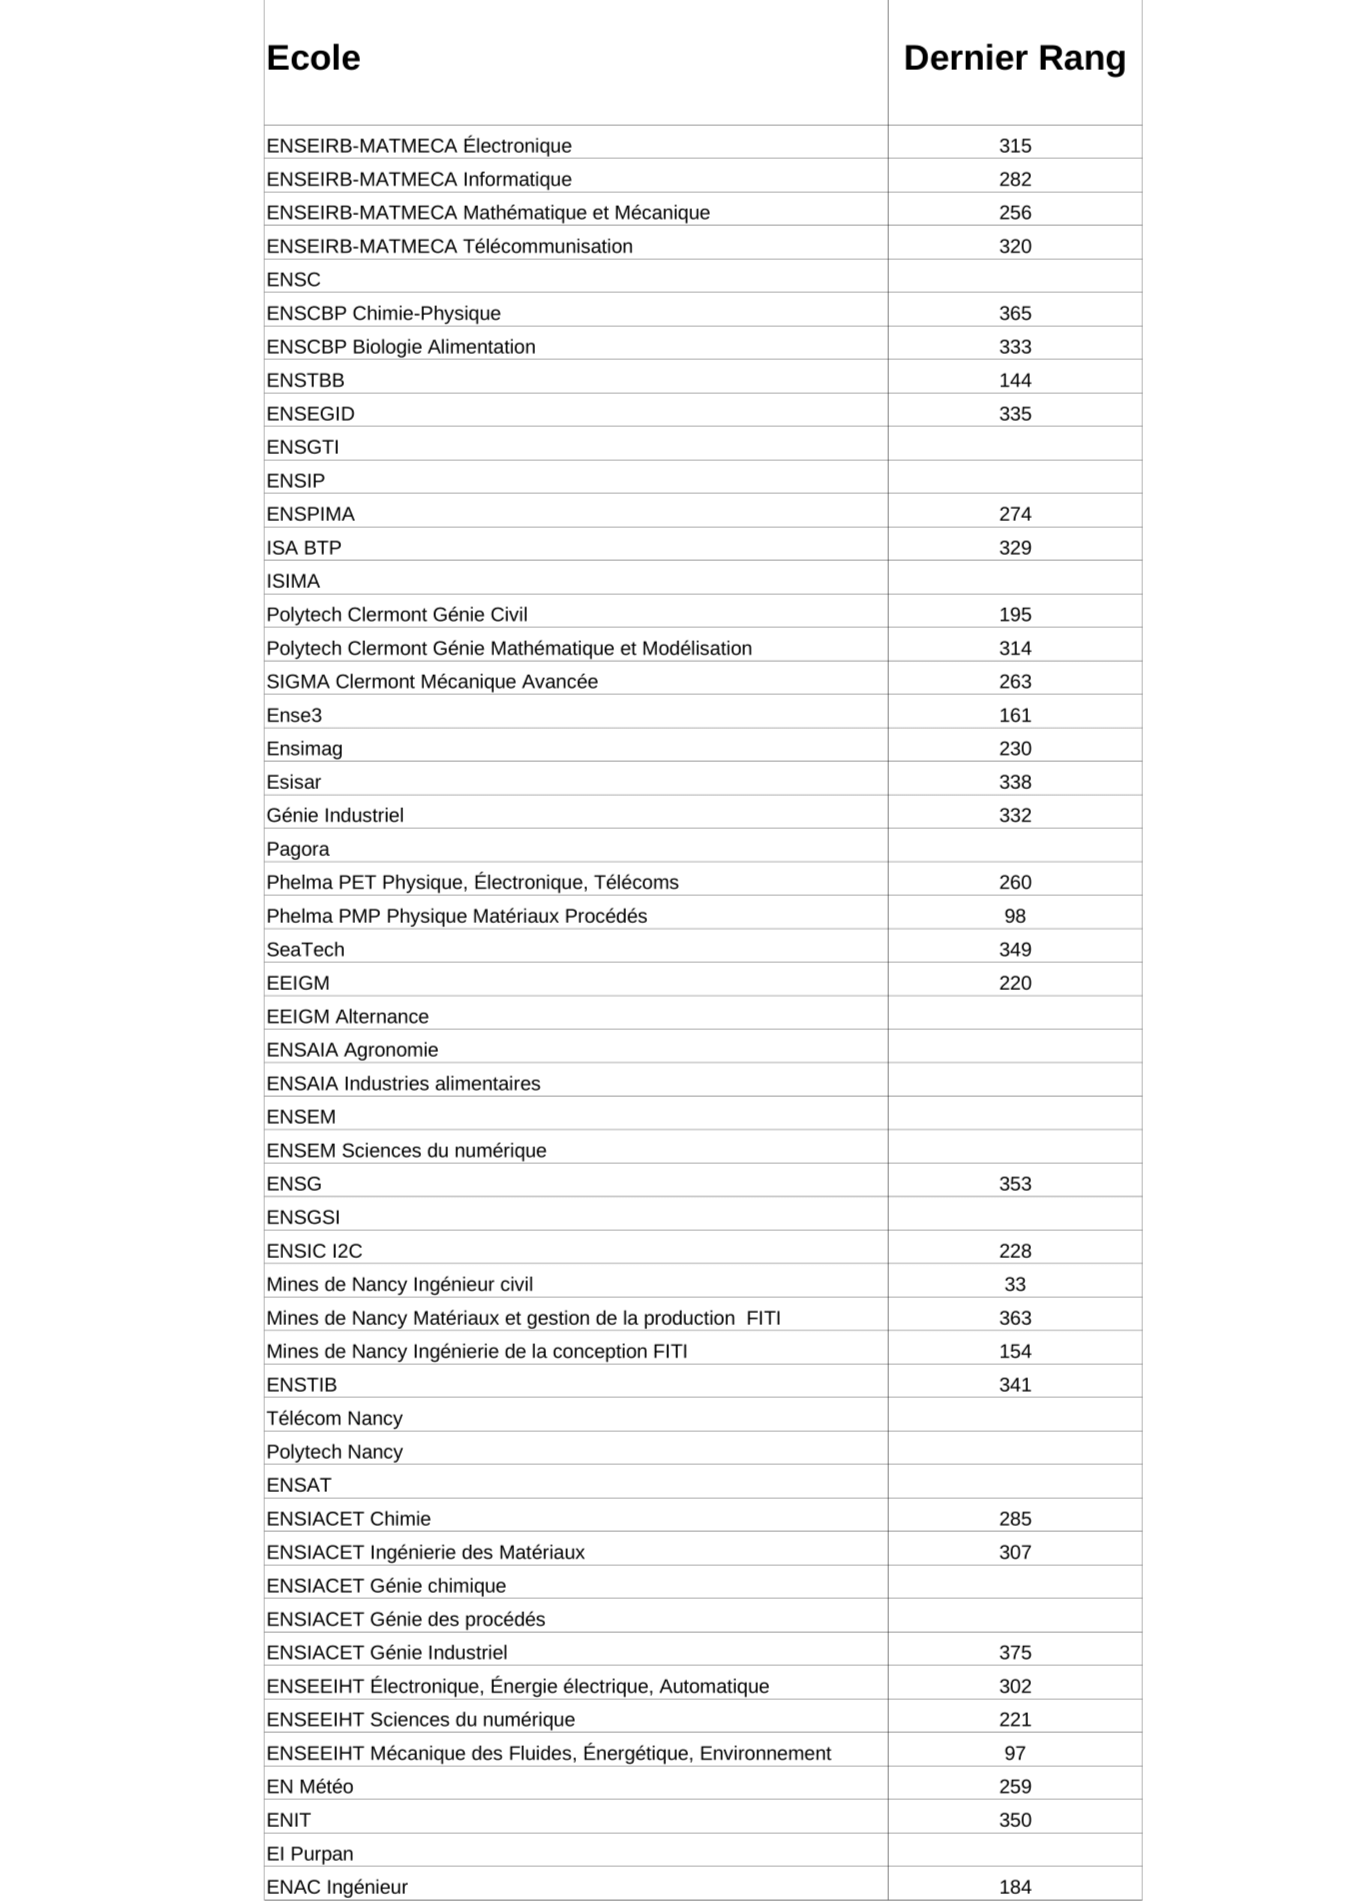 Ecole Dernier Rang
ENSEIRB-MATMECA Électronique 315
ENSEIRB-MATMECA Informatique 282
ENSEIRB-MATMECA Mathématique et Mécanique 256
ENSEIRB-MATMECA Télécommunisation 320
ENSC
ENSCBP Chimie-Physique 365
ENSCBP Biologie Alimentation 333
ENSTBB 144
ENSEGID 335
ENSGTI
ENSIP
ENSPIMA 274
ISA BTP 329
ISIMA
Polytech Clermont Génie Civil 195
Polytech Clermont Génie Mathématique et Modélisation 314
SIGMA Clermont Mécanique Avancée 263
Ense3 161
Ensimag 230
Esisar 338
Génie Industriel 332
Pagora
Phelma PET Physique, Électronique, Télécoms 260
Phelma PMP Physique Matériaux Procédés 98
SeaTech 349
EEIGM 220
EEIGM Alternance
ENSAIA Agronomie
ENSAIA Industries alimentaires
ENSEM
ENSEM Sciences du numérique
ENSG 353
ENSGSI
ENSIC I2C 228
Mines de Nancy Ingénieur civil 33
Mines de Nancy Matériaux et gestion de la production  FITI 363
Mines de Nancy Ingénierie de la conception FITI 154
ENSTIB 341
Télécom Nancy
Polytech Nancy
ENSAT
ENSIACET Chimie 285
ENSIACET Ingénierie des Matériaux 307
ENSIACET Génie chimique
ENSIACET Génie des procédés
ENSIACET Génie Industriel 375
ENSEEIHT Électronique, Énergie électrique, Automatique 302
ENSEEIHT Sciences du numérique 221
ENSEEIHT Mécanique des Fluides, Énergétique, Environnement 97
EN Météo 259
ENIT 350
EI Purpan
ENAC Ingénieur 184